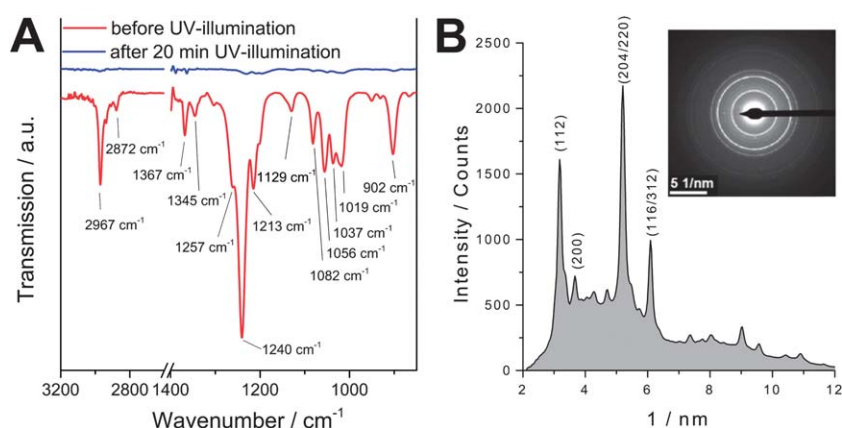 A
before UV-illumination
after 20 min UV-illumination
Transmission / a.u.
2872 cm⁻¹
2967 cm⁻¹
1367 cm⁻¹
1345 cm⁻¹
1257 cm⁻¹
1240 cm⁻¹
1213 cm⁻¹
1129 cm⁻¹
1082 cm⁻¹
1056 cm⁻¹
1037 cm⁻¹
1019 cm⁻¹
902 cm⁻¹
3200 2800 1400 1200 1000
Wavenumber / cm⁻¹
B
Intensity / Counts
2500
2000
1500
1000
500
0
(112)
(200)
(204/220)
(116/312)
5 1/nm
2 4 6 8 10 12
1 / nm